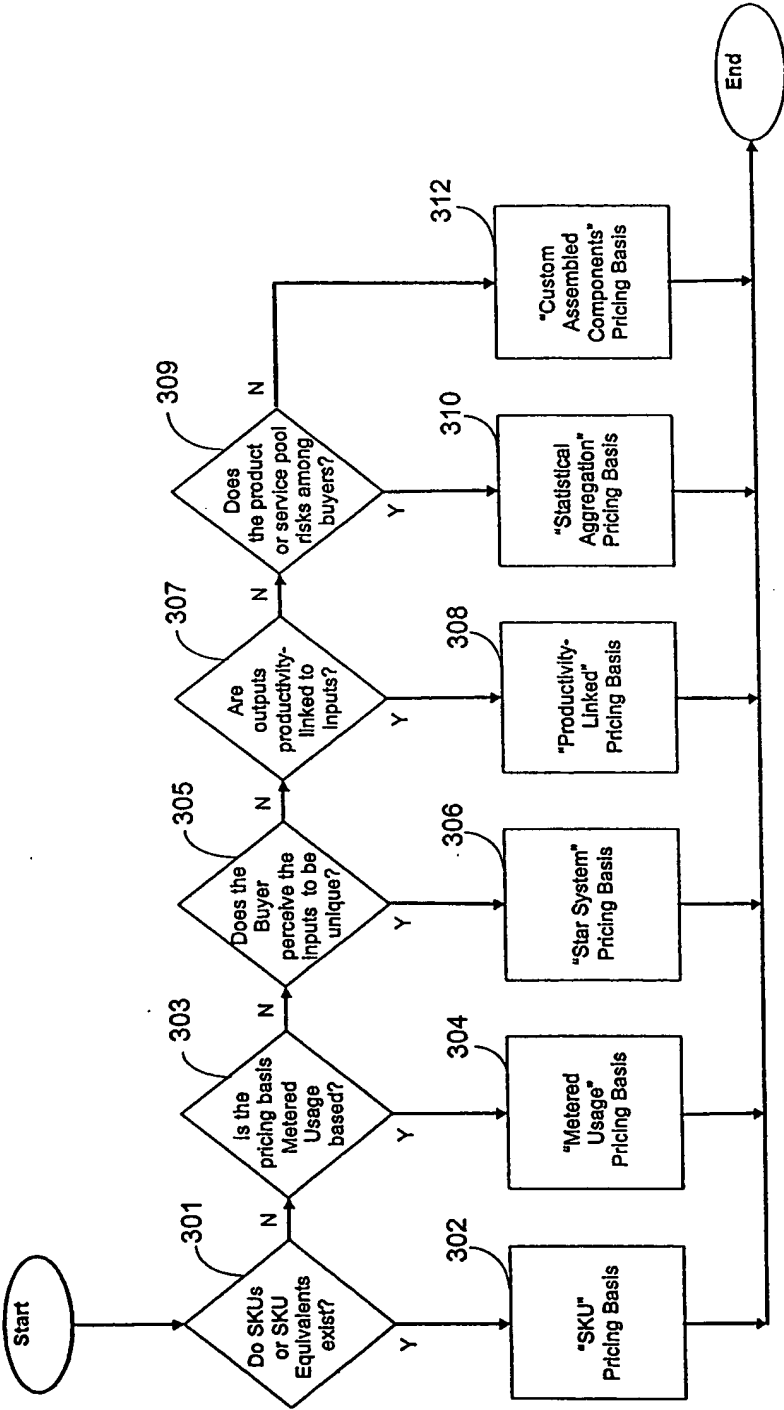 Start
301
Do SKUs
or SKU
Equivalents
exist?
N
Y
302
"SKU"
Pricing Basis
303
Is the
pricing basis
Metered
Usage
based?
N
Y
304
"Metered
Usage"
Pricing Basis
305
Does the
Buyer
perceive the
inputs to be
unique?
N
Y
306
"Star System"
Pricing Basis
307
Are
outputs
productivity-
linked to
Inputs?
N
Y
308
"Productivity-
Linked"
Pricing Basis
309
Does
the product
or service pool
risks among
buyers?
N
Y
310
"Statistical
Aggregation"
Pricing Basis
312
"Custom
Assembled
Components"
Pricing Basis
End